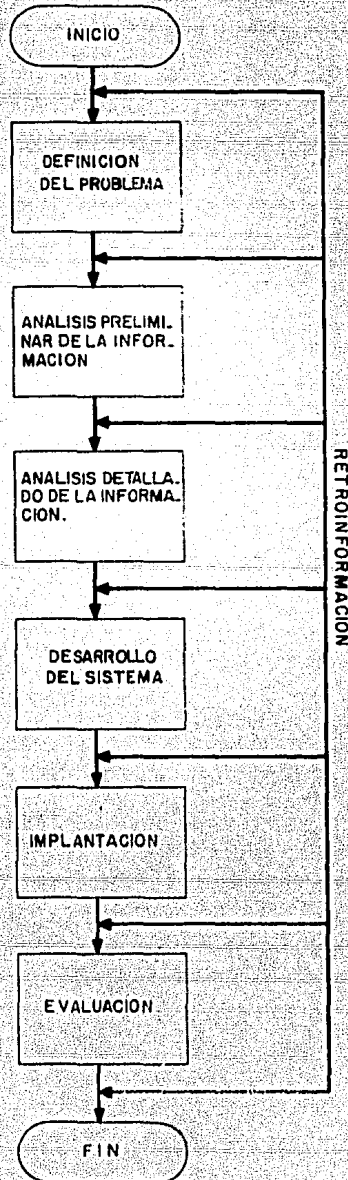 INICIO
DEFINICION
DEL PROBLEMA
ANALISIS PRELIMI-
NAR DE LA INFOR-
MACION
ANALISIS DETALLA-
DO DE LA INFORMA-
CION.
DESARROLLO
DEL SISTEMA
IMPLANTACION
EVALUACION
FIN
RETROINFORMACION